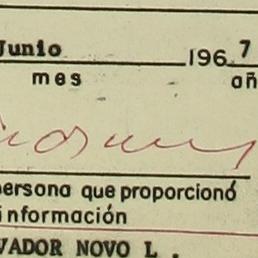 Junio 1967
mes añ
persona que proporcionó
información
VADOR NOVO L.